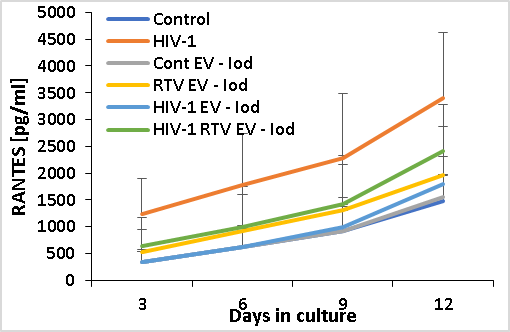 5000
4500
4000
3500
3000
2500
2000
1500
1000
500
0
RANTES [pg/ml]
Control
HIV-1
Cont EV - Iod
RTV EV - Iod
HIV-1 EV - Iod
HIV-1 RTV EV - Iod
3 6 9 12
Days in culture